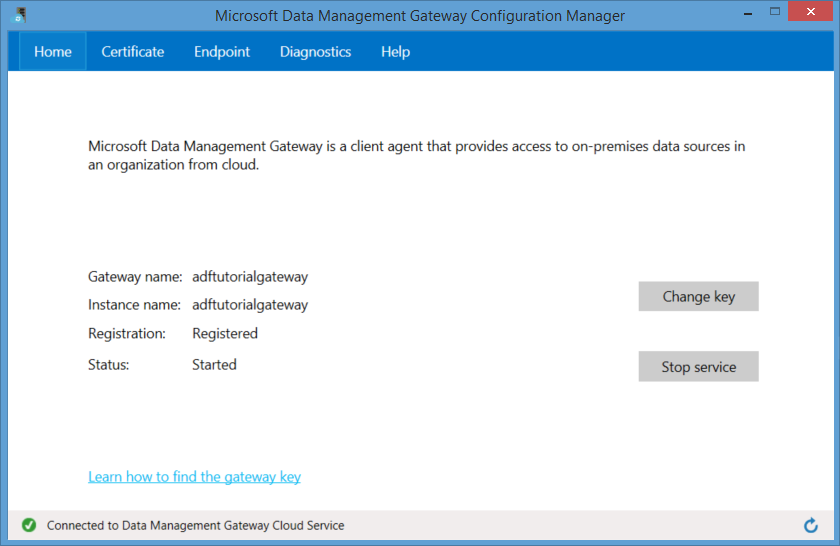 Microsoft Data Management Gateway Configuration Manager
Home Certificate Endpoint Diagnostics Help
Microsoft Data Management Gateway is a client agent that provides access to on-premises data sources in
an organization from cloud.
Gateway name: adftutorialgateway
Instance name: adftutorialgateway
Change key
Registration: Registered
Status: Started
Stop service
Learn how to find the gateway key
Connected to Data Management Gateway Cloud Service